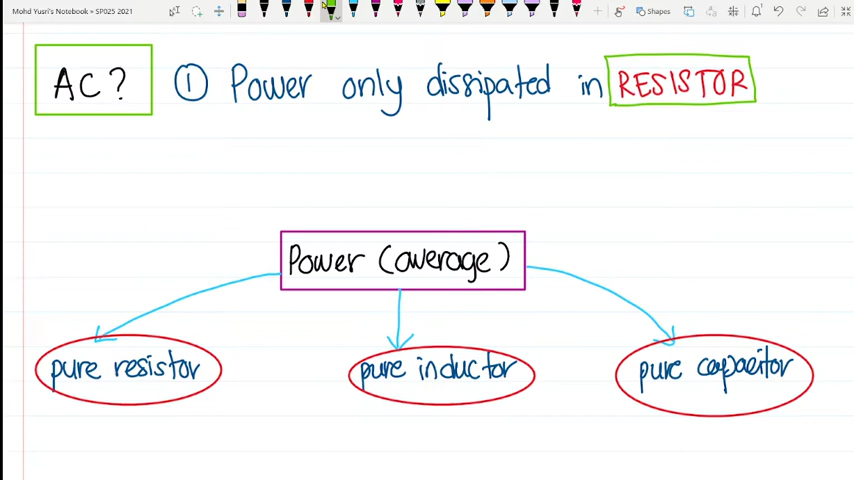 Mohd Yusri's Notebook » SP025 2021
Shapes
AC? ① Power only dissipated in RESISTOR
Power (average)
pure resistor pure inductor pure capacitor